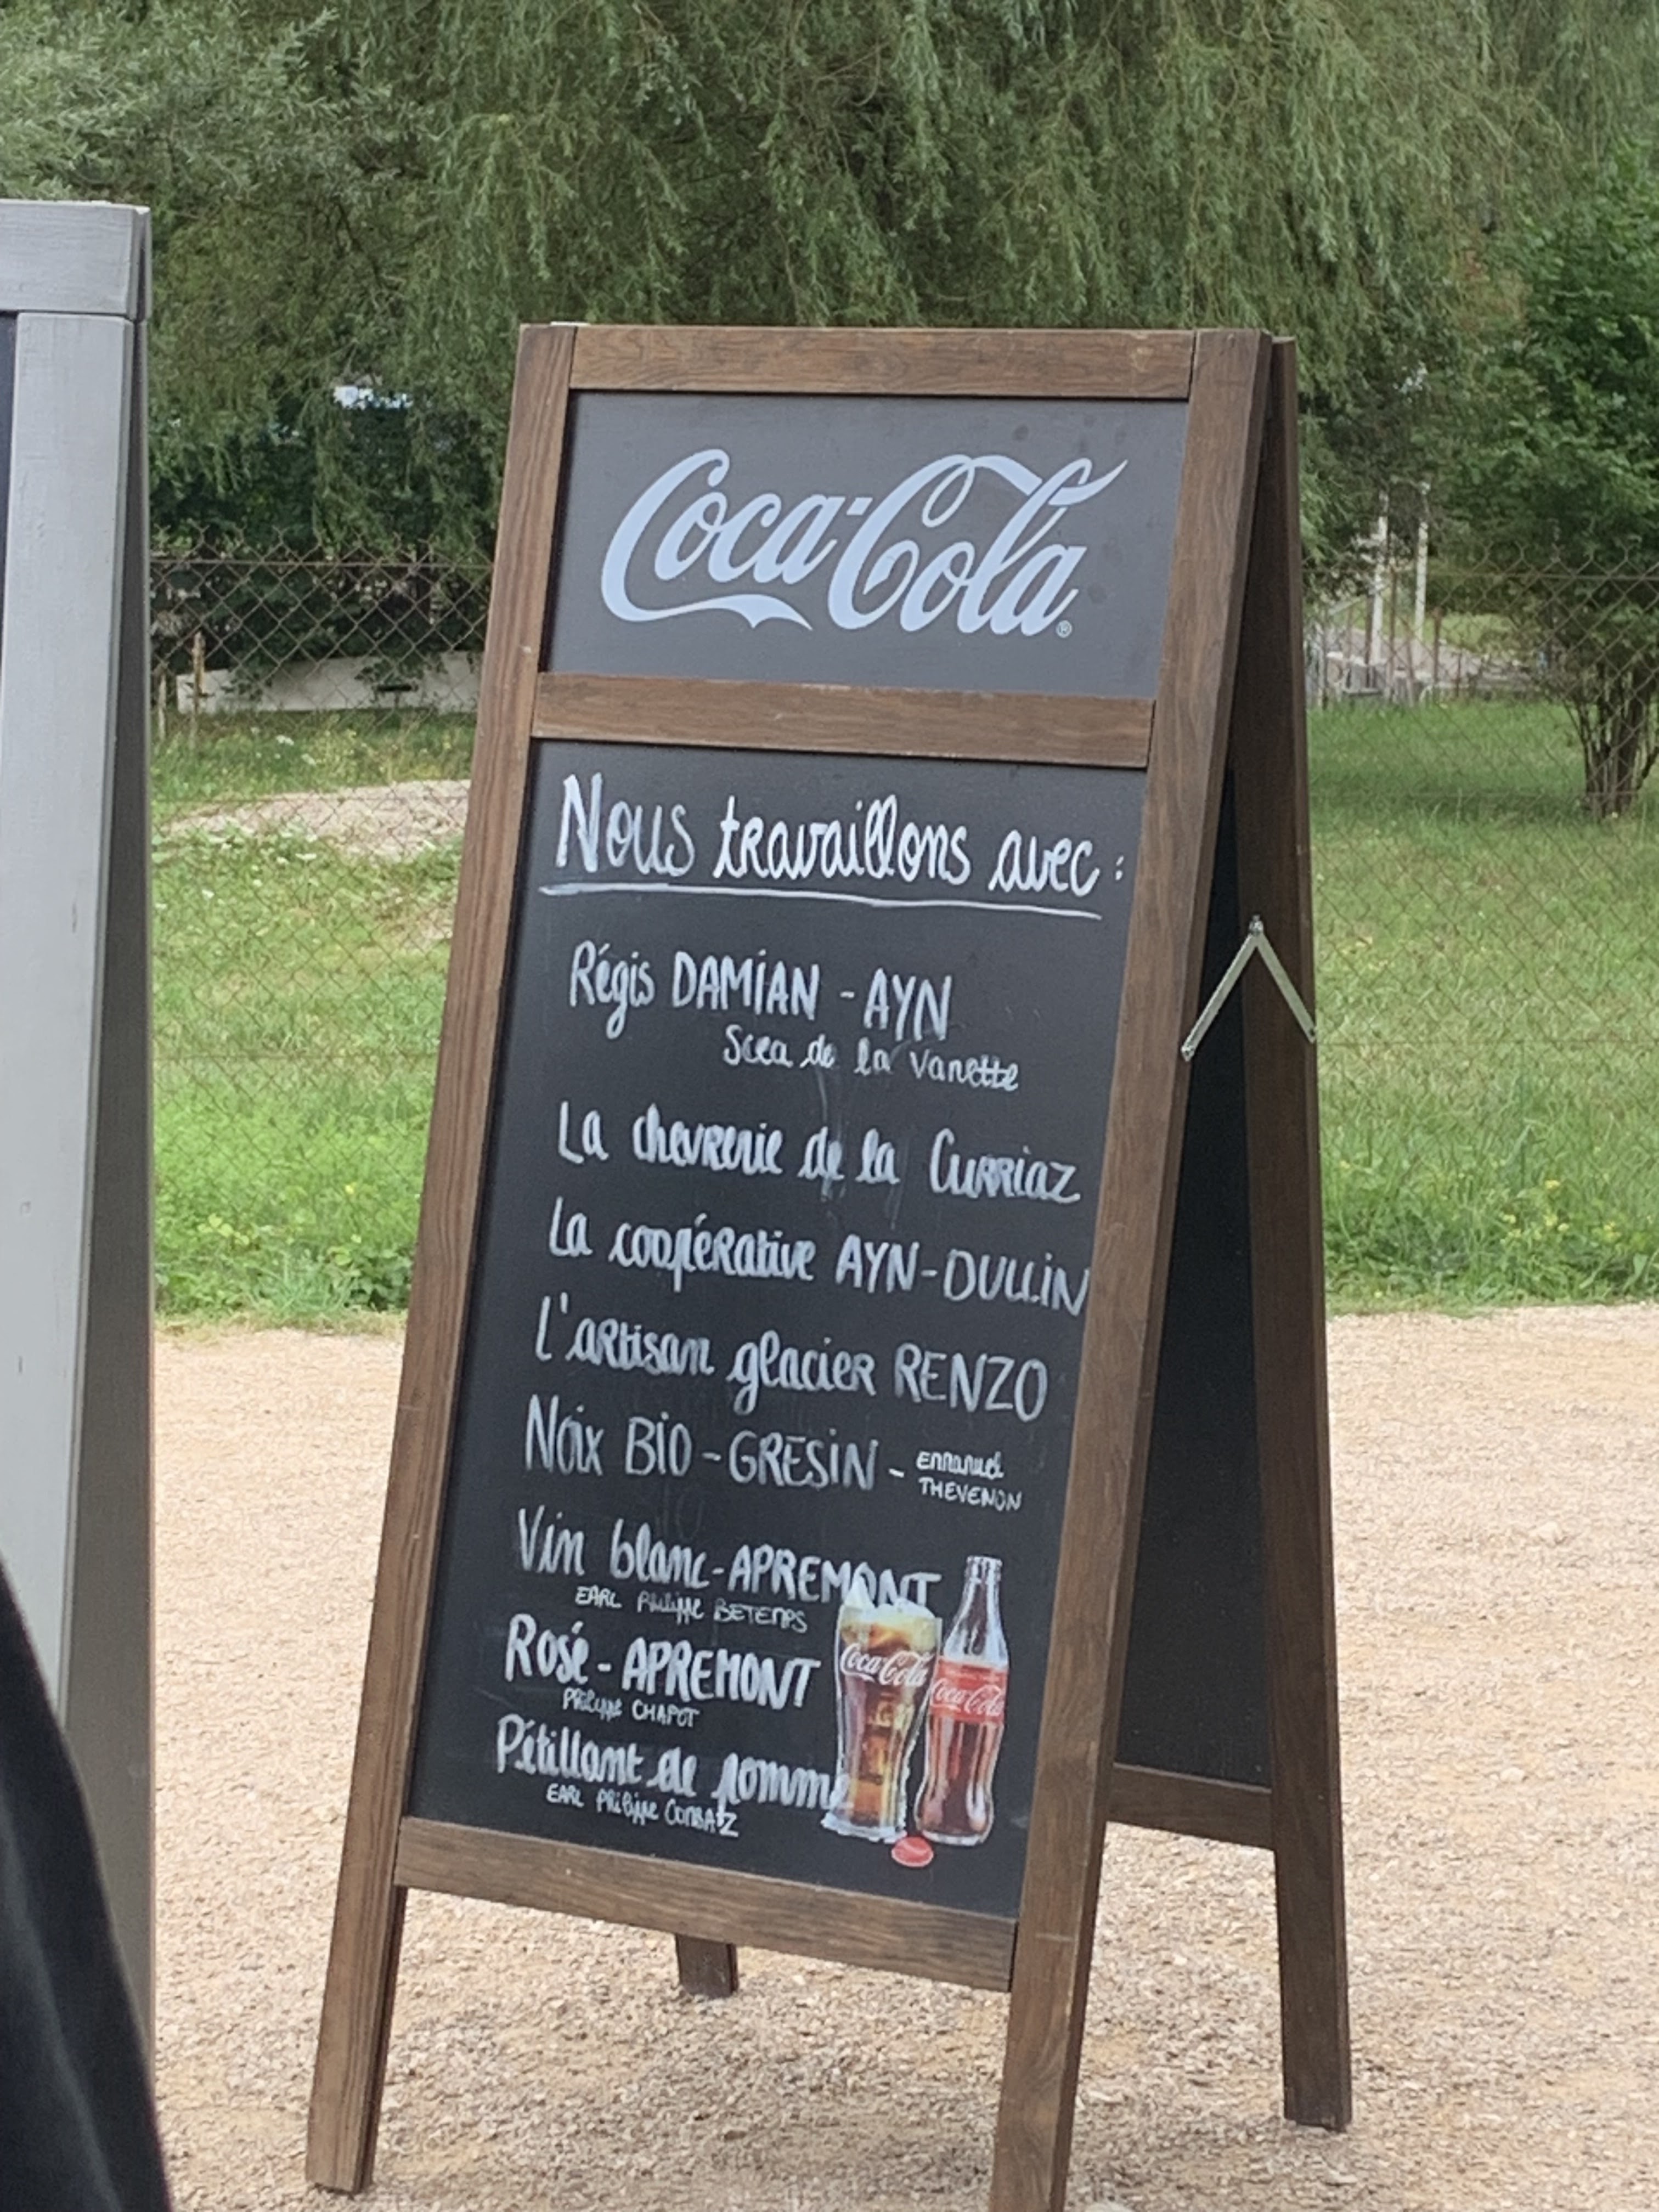 Coca-Cola®
Nous travaillons avec :
Régis DAMIAN - AYN
Scea de la Vanette
La chevrerie de la Curriaz
La coopérative AYN-DULLIN
L'artisan glacier RENZO
Noix BIO - GRESIN - Emmanuel
THEVENON
Vin blanc - APREMONT
EARL Philippe BETEMPS
Rosé - APREMONT
Philippe CHAPOT
Pétillant de pomme
EARL Philippe CONBAZ
Coca-Cola
Coca-Cola